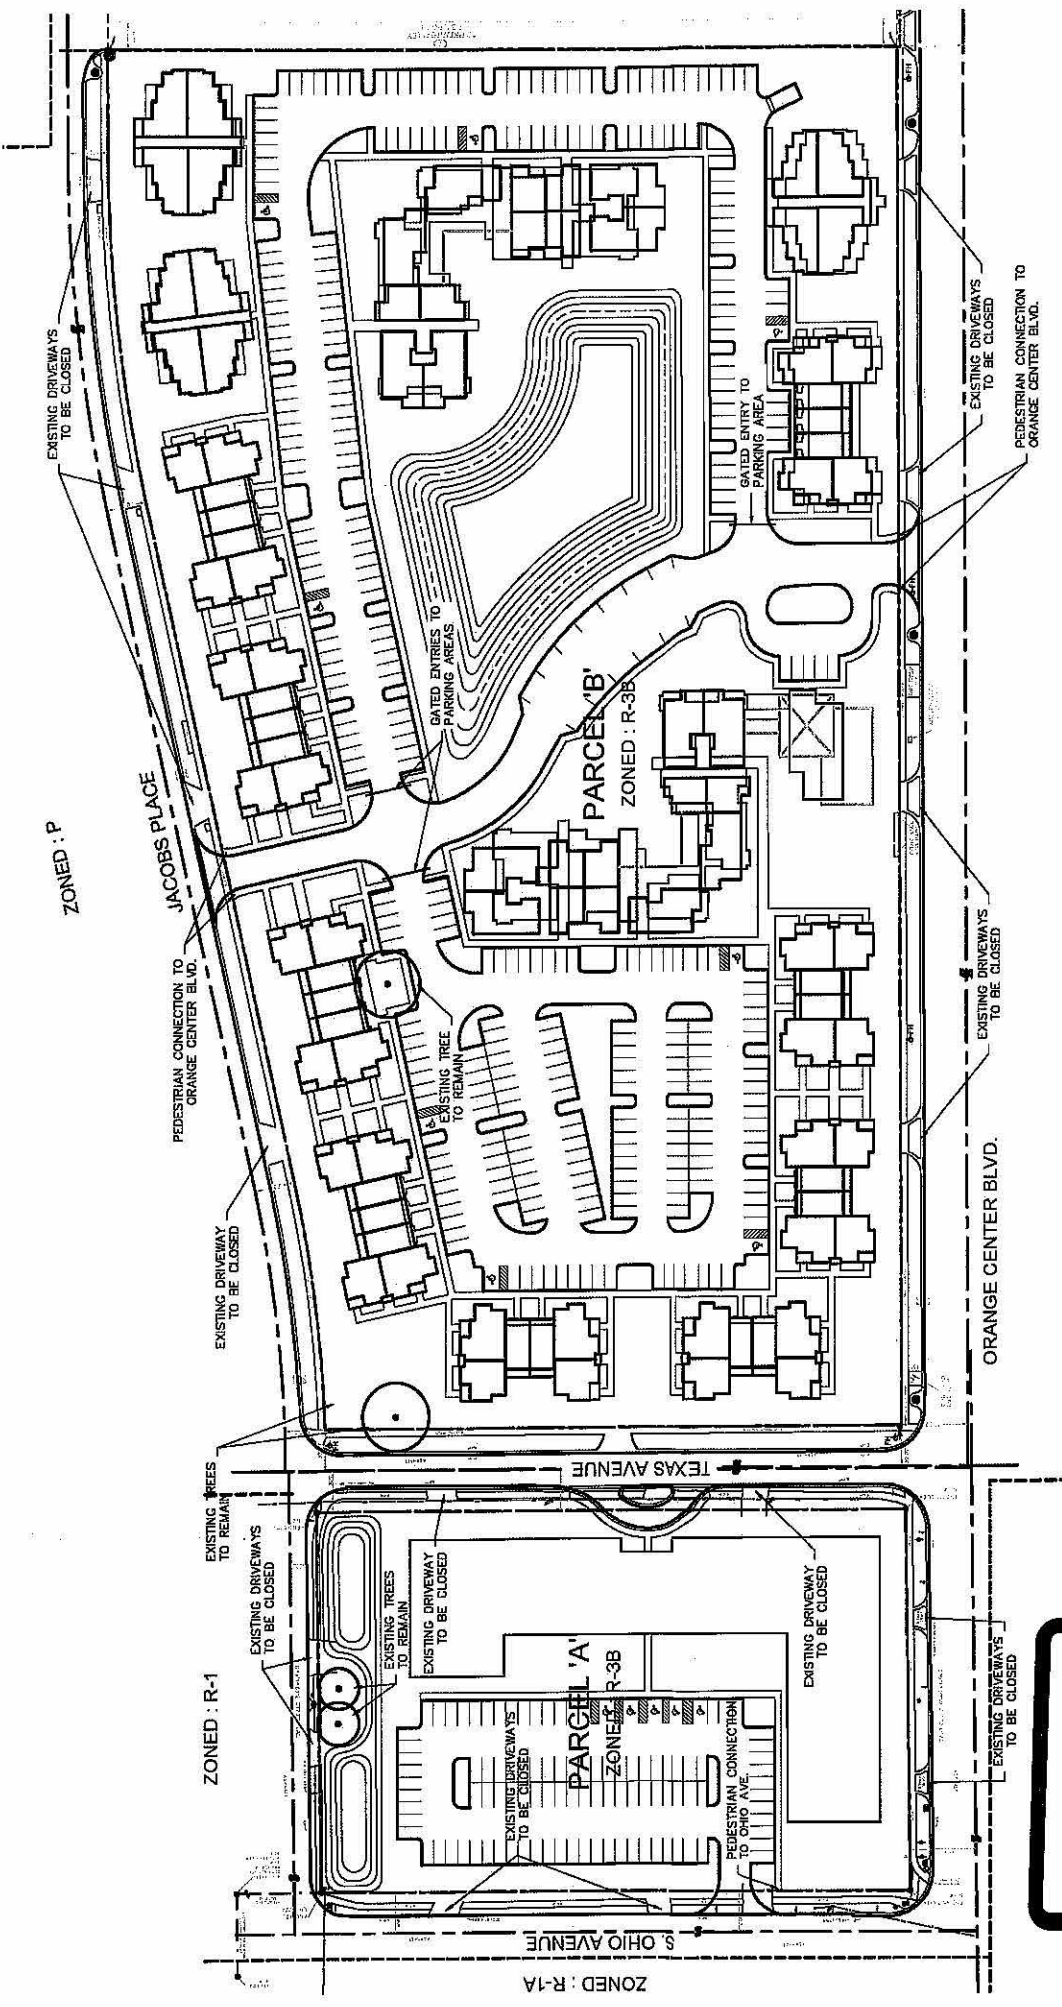 EXISTING DRIVEWAYS
TO BE CLOSED
ZONED : P
JACOBS PLACE
PEDESTRIAN CONNECTION TO
ORANGE CENTER BLVD.
EXISTING DRIVEWAY
TO BE CLOSED
EXISTING TREES
TO REMAIN
GATED ENTRIES TO
PARKING AREAS
EXISTING TREE
TO REMAIN
PARCEL 'B'
ZONED : R-3B
GATED ENTRY TO
PARKING AREA
FH
EXISTING DRIVEWAYS
TO BE CLOSED
PEDESTRIAN CONNECTION TO
ORANGE CENTER BLVD.
FH
EXISTING DRIVEWAYS
TO BE CLOSED
FH
ORANGE CENTER BLVD.
TEXAS AVENUE
ZONED : R-1
EXISTING DRIVEWAYS
TO BE CLOSED
EXISTING TREES
TO REMAIN
EXISTING DRIVEWAY
TO BE CLOSED
EXISTING DRIVEWAYS
TO BE CLOSED
PARCEL 'A'
ZONED : R-3B
PEDESTRIAN CONNECTION
TO OHIO AVE.
EXISTING DRIVEWAY
TO BE CLOSED
EXISTING DRIVEWAYS
TO BE CLOSED
S. OHIO AVENUE
ZONED : R-1A